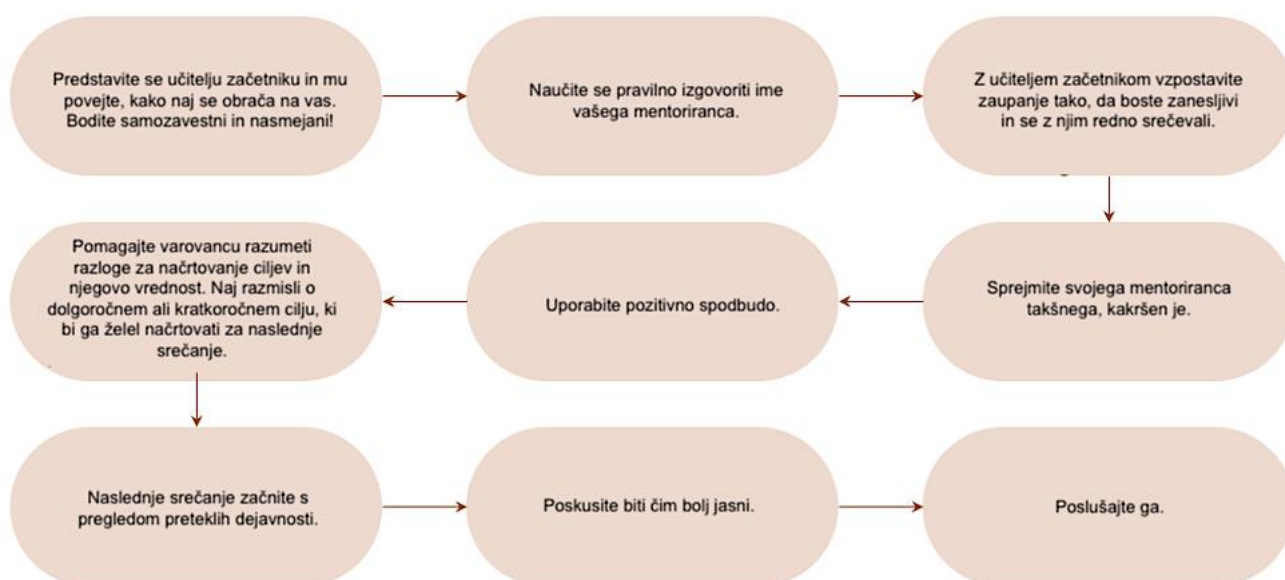 Predstavite se učitelju začetniku in mu
povejte, kako naj se obrača na vas.
Bodite samozavestni in nasmejani!
Naučite se pravilno izgovoriti ime
vašega mentoriranca.
Z učiteljem začetnikom vzpostavite
zaupanje tako, da boste zanesljivi
in se z njim redno srečevali.
Sprejmite svojega mentoriranca
takšnega, kakršen je.
Uporabite pozitivno spodbudo.
Pomagajte varovancu razumeti
razloge za načrtovanje ciljev in
njegovo vrednost. Naj razmisli o
dolgoročnem ali kratkoročnem cilju, ki
bi ga želel načrtovati za naslednje
srečanje.
Naslednje srečanje začnite s
pregledom preteklih dejavnosti.
Poskusite biti čim bolj jasni.
Poslušajte ga.